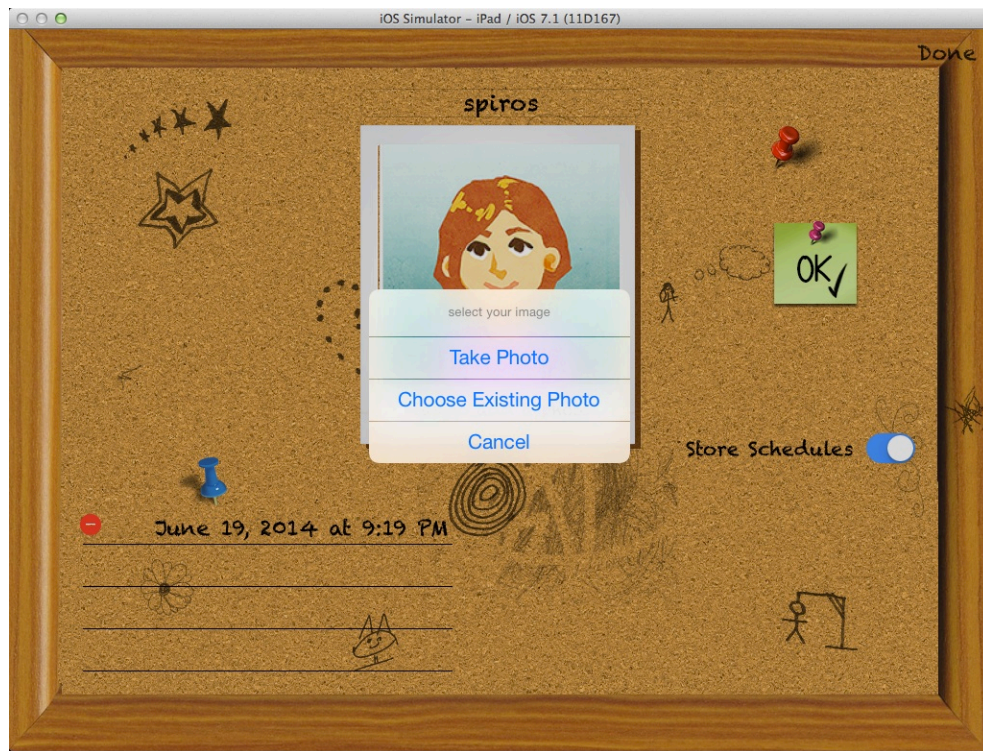 iOS Simulator – iPad / iOS 7.1 (11D167)
Done
spiros
OK
select your image
Take Photo
Choose Existing Photo
Cancel
Store Schedules
June 19, 2014 at 9:19 PM